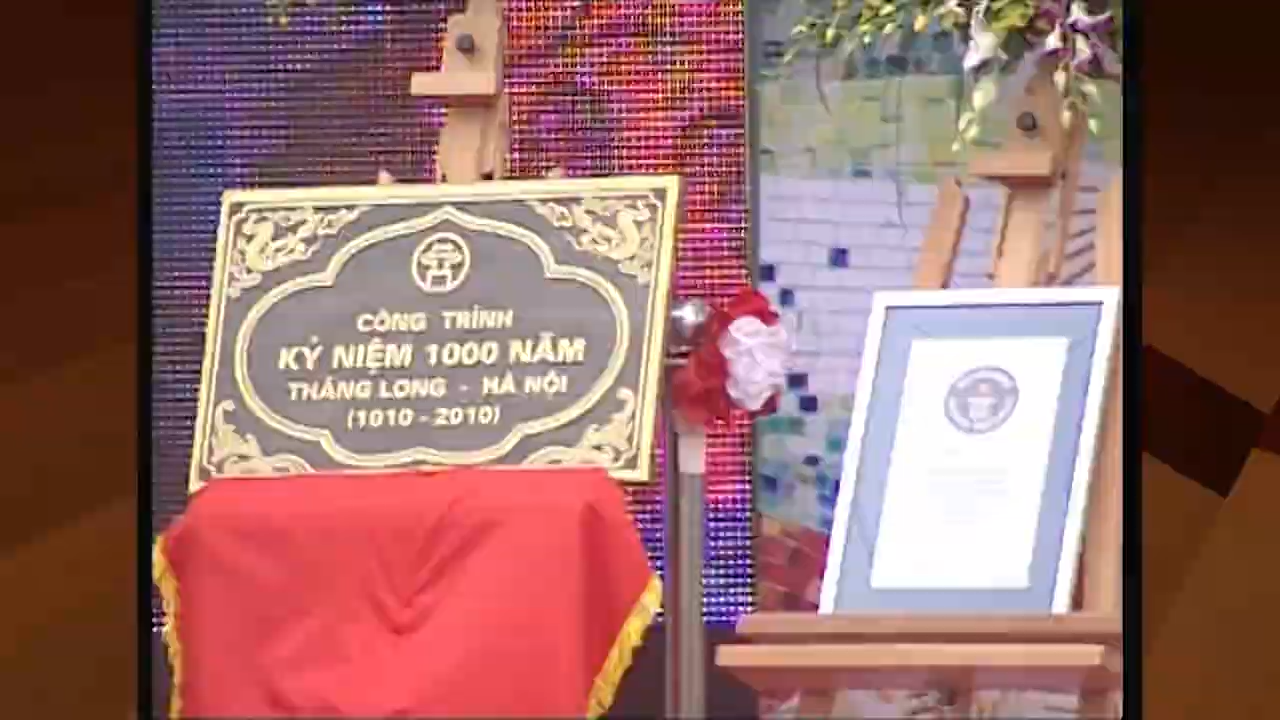 CÔNG TRÌNH
KỶ NIỆM 1000 NĂM
THĂNG LONG - HÀ NỘI
(1010 - 2010)